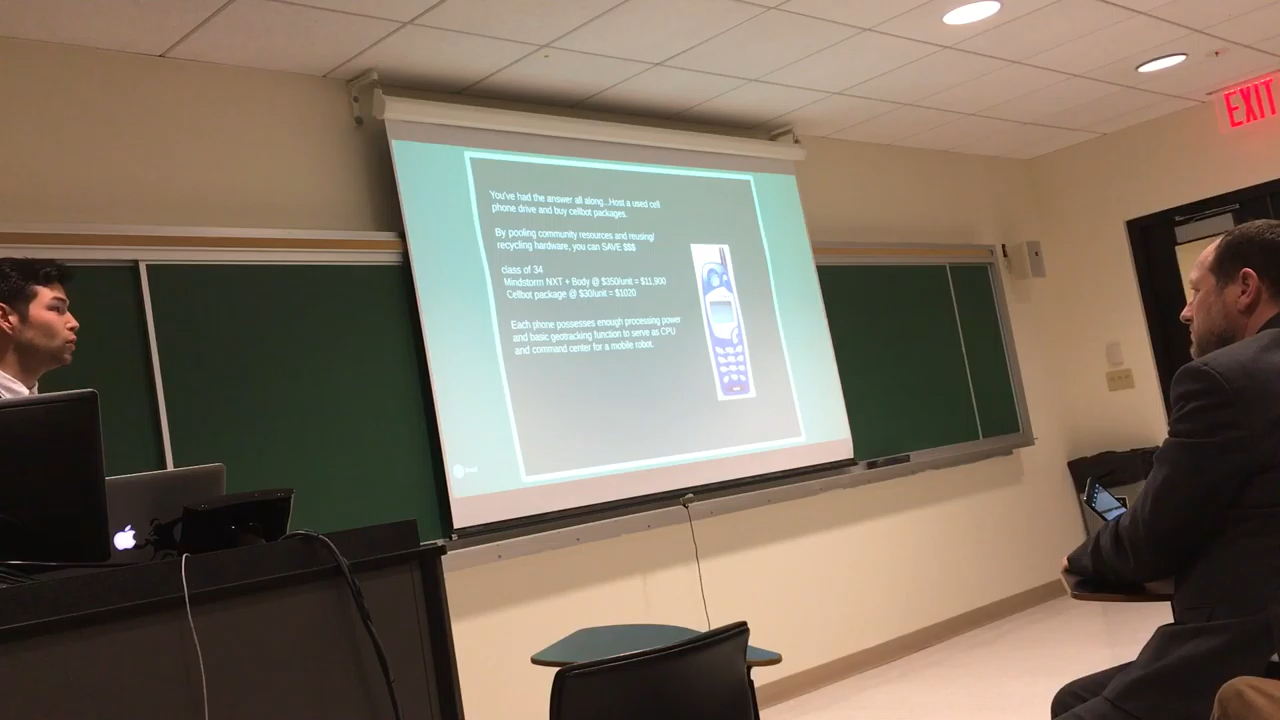 EXIT
You've had the answer all along...Host a used cell
phone drive and buy cellbot packages.
By pooling community resources and reusing/
recycling hardware, you can SAVE $$$
class of 34
Mindstorm NXT + Body @ $350/unit = $11,900
Cellbot package @ $30/unit = $1020
Each phone possesses enough processing power
and basic geotracking function to serve as CPU
and command center for a mobile robot.